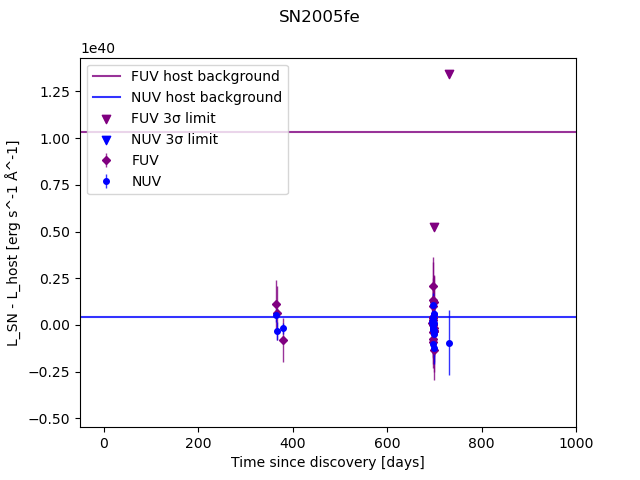 SN2005fe
1e40
FUV host background
NUV host background
FUV 3σ limit
NUV 3σ limit
FUV
NUV
1.25
1.00
0.75
0.50
0.25
0.00
−0.25
−0.50
L_SN - L_host [erg s^-1 Å^-1]
0
200
400
600
800
1000
Time since discovery [days]